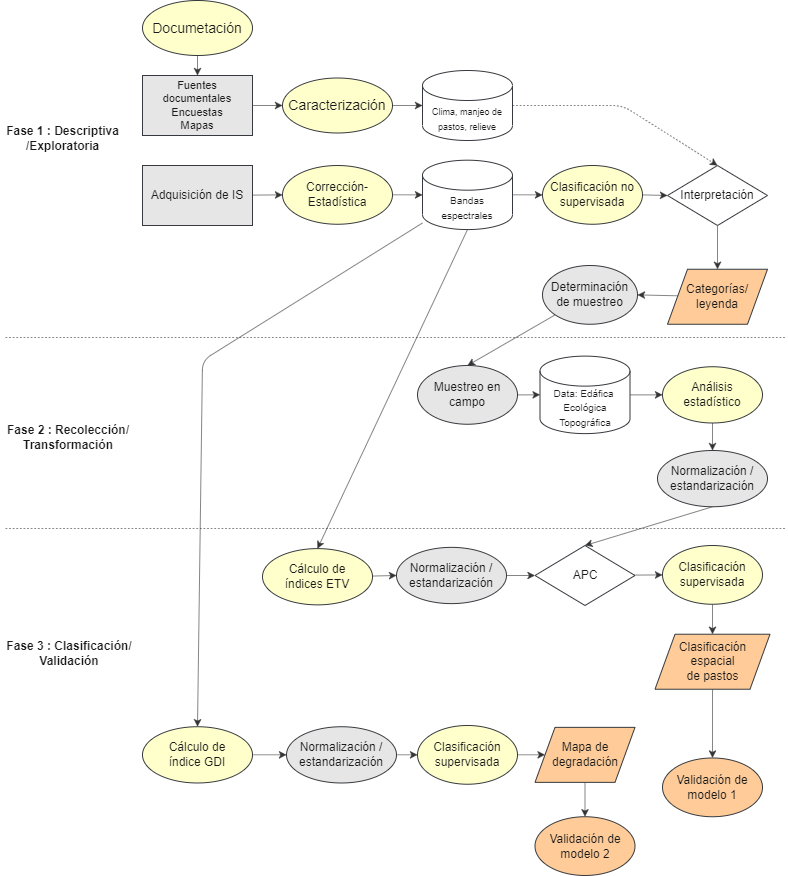 Documetación
Fuentes
documentales
Encuestas
Mapas
Caracterización
Clima, manjeo de
pastos, relieve
Fase 1 : Descriptiva
/Exploratoria
Adquisición de IS
Corrección-
Estadística
Bandas
espectrales
Clasificación no
supervisada
Interpretación
Determinación
de muestreo
Categorías/
leyenda
Fase 2 : Recolección/
Transformación
Muestreo en
campo
Data: Edáfica
Ecológica
Topográfica
Análisis
estadístico
Normalización /
estandarización
Fase 3 : Clasificación/
Validación
Cálculo de
índices ETV
Normalización /
estandarización
APC
Clasificación
supervisada
Clasificación
espacial
de pastos
Cálculo de
índice GDI
Normalización /
estandarización
Clasificación
supervisada
Mapa de
degradación
Validación de
modelo 1
Validación de
modelo 2